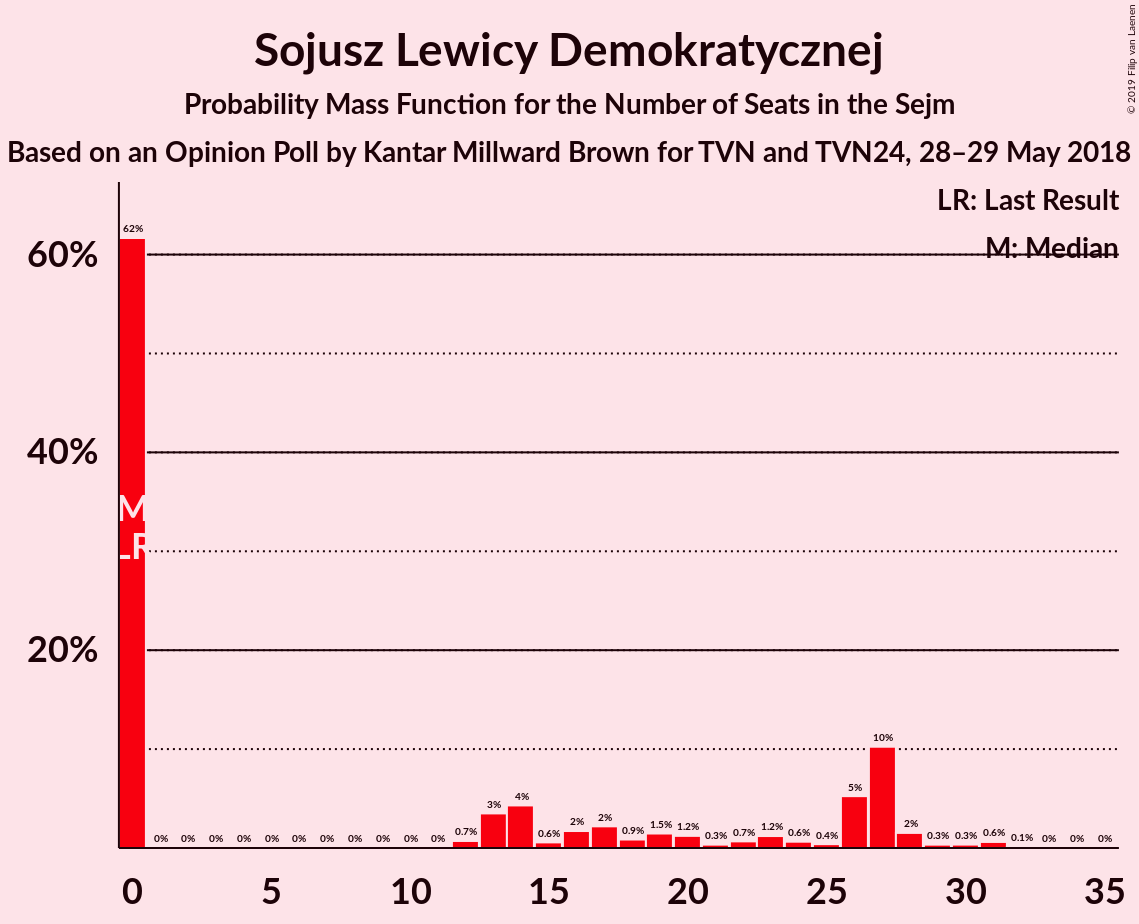 Sojusz Lewicy Demokratycznej
Probability Mass Function for the Number of Seats in the Sejm
Based on an Opinion Poll by Kantar Millward Brown for TVN and TVN24, 28–29 May 2018
© 2019 Filip van Laenen
LR: Last Result
M: Median
60%
40%
20%
62%
M
LR
0% 0% 0% 0% 0% 0% 0% 0% 0% 0% 0% 0.7% 3% 4% 0.6% 2% 2% 0.9% 1.5% 1.2% 0.3% 0.7% 1.2% 0.6% 0.4% 5% 10% 2% 0.3% 0.3% 0.6% 0.1% 0% 0% 0%
0 5 10 15 20 25 30 35